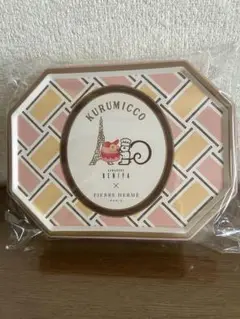 KURUMICCO
KAMAKURA
BENIYA
×
PIERRE HERMÉ
PARIS